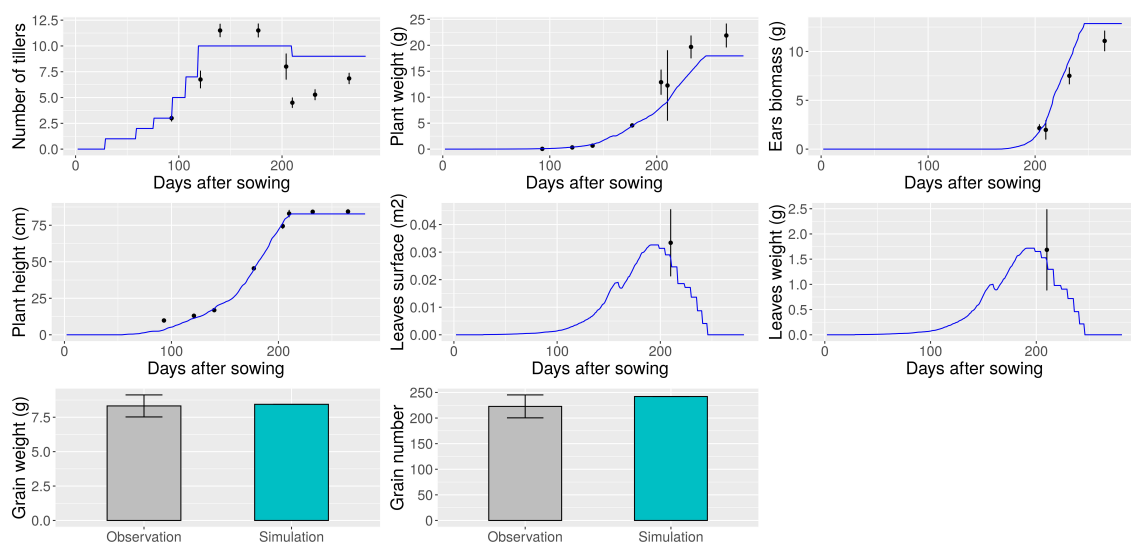 Number of tillers
12.5
10.0
7.5
5.0
2.5
0.0
0 100 200
Days after sowing
Plant weight (g)
25
20
15
10
5
0
0 100 200
Days after sowing
Ears biomass (g)
10
5
0
0 100 200
Days after sowing
Plant height (cm)
75
50
25
0
0 100 200
Days after sowing
Leaves surface (m2)
0.04
0.03
0.02
0.01
0.00
0 100 200
Days after sowing
Leaves weight (g)
2.5
2.0
1.5
1.0
0.5
0.0
0 100 200
Days after sowing
Grain weight (g)
7.5
5.0
2.5
0.0
Observation Simulation
Grain number
250
200
150
100
50
0
Observation Simulation